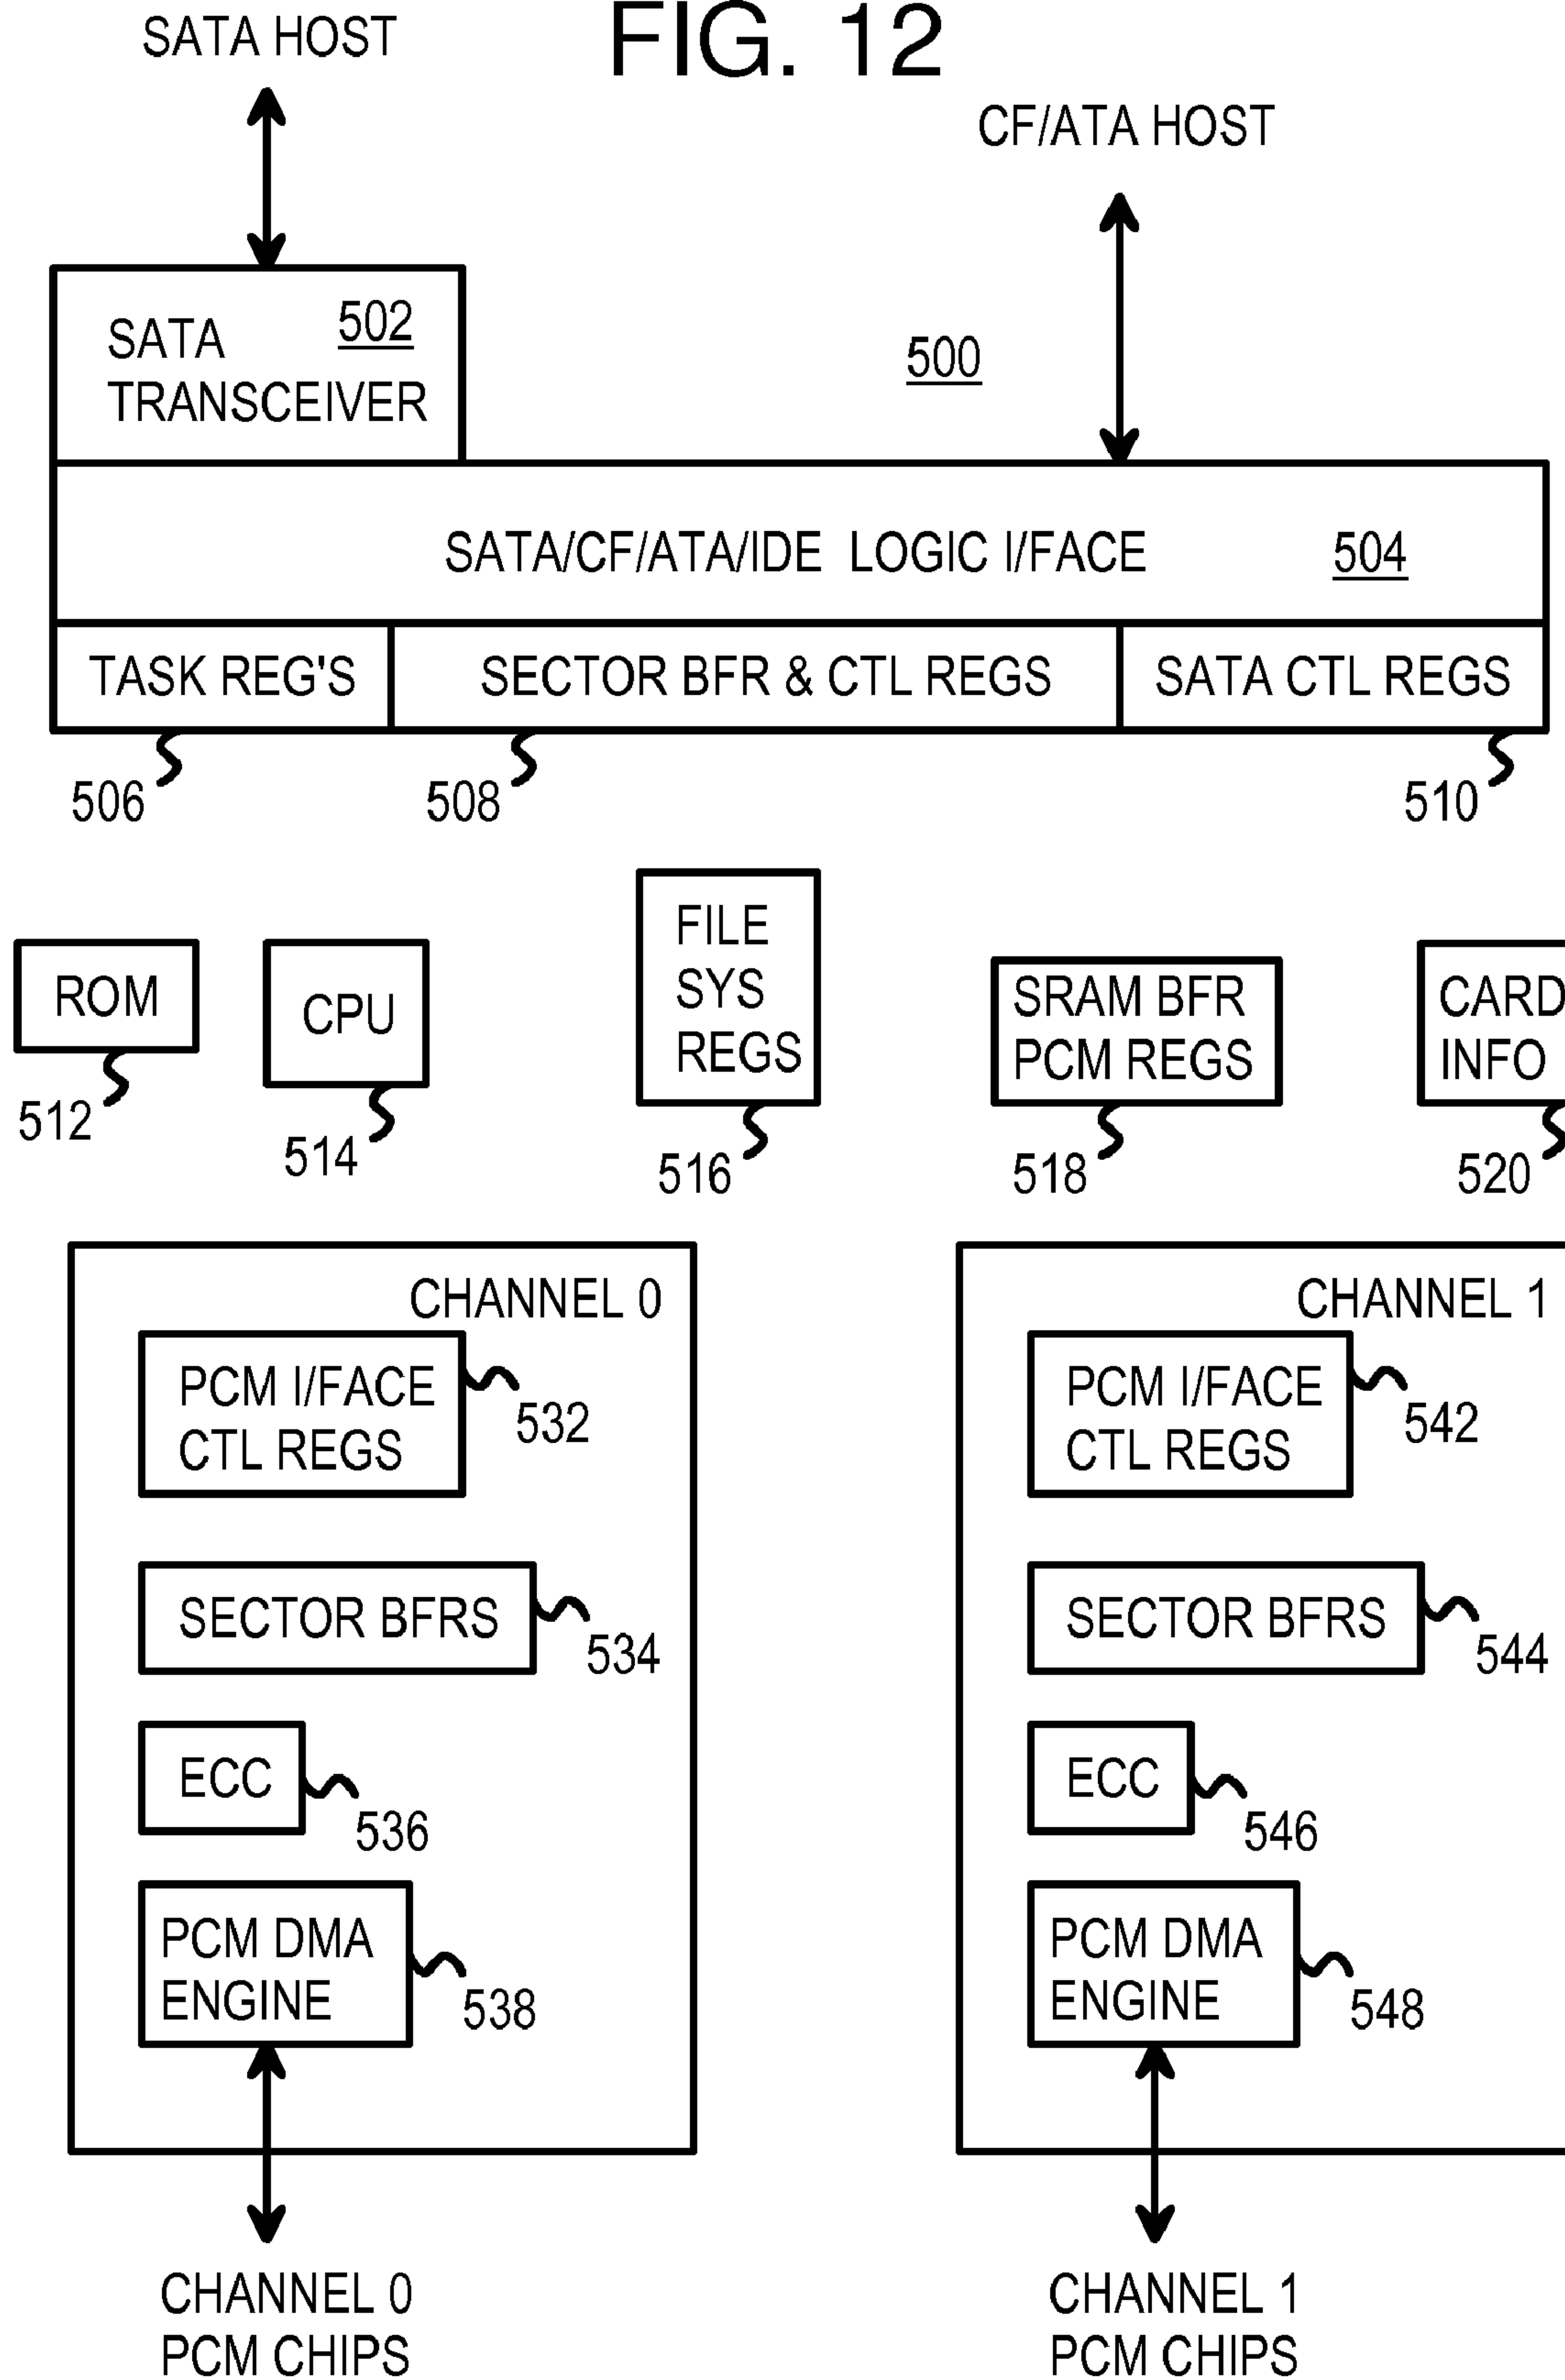 FIG. 12
SATA HOST
CF/ATA HOST
SATA
TRANSCEIVER
502
500
SATA/CF/ATA/IDE LOGIC I/FACE
504
TASK REG'S
SECTOR BFR & CTL REGS
SATA CTL REGS
506
508
510
ROM
512
CPU
514
FILE
SYS
REGS
516
SRAM BFR
PCM REGS
518
CARD
INFO
520
CHANNEL 0
PCM I/FACE
CTL REGS
532
SECTOR BFRS
534
ECC
536
PCM DMA
ENGINE
538
CHANNEL 0
PCM CHIPS
CHANNEL 1
PCM I/FACE
CTL REGS
542
SECTOR BFRS
544
ECC
546
PCM DMA
ENGINE
548
CHANNEL 1
PCM CHIPS